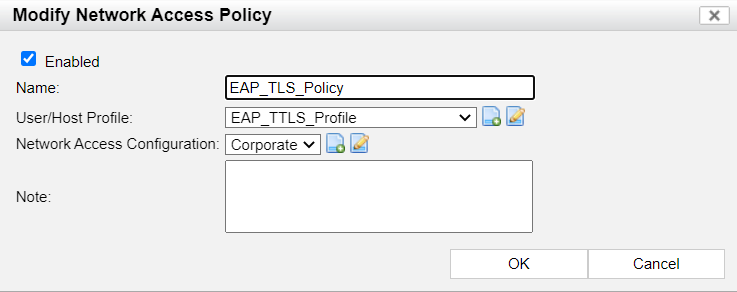 Modify Network Access Policy
Enabled
Name: EAP_TLS_Policy
User/Host Profile: EAP_TTLS_Profile
Network Access Configuration: Corporate
Note:
OK Cancel